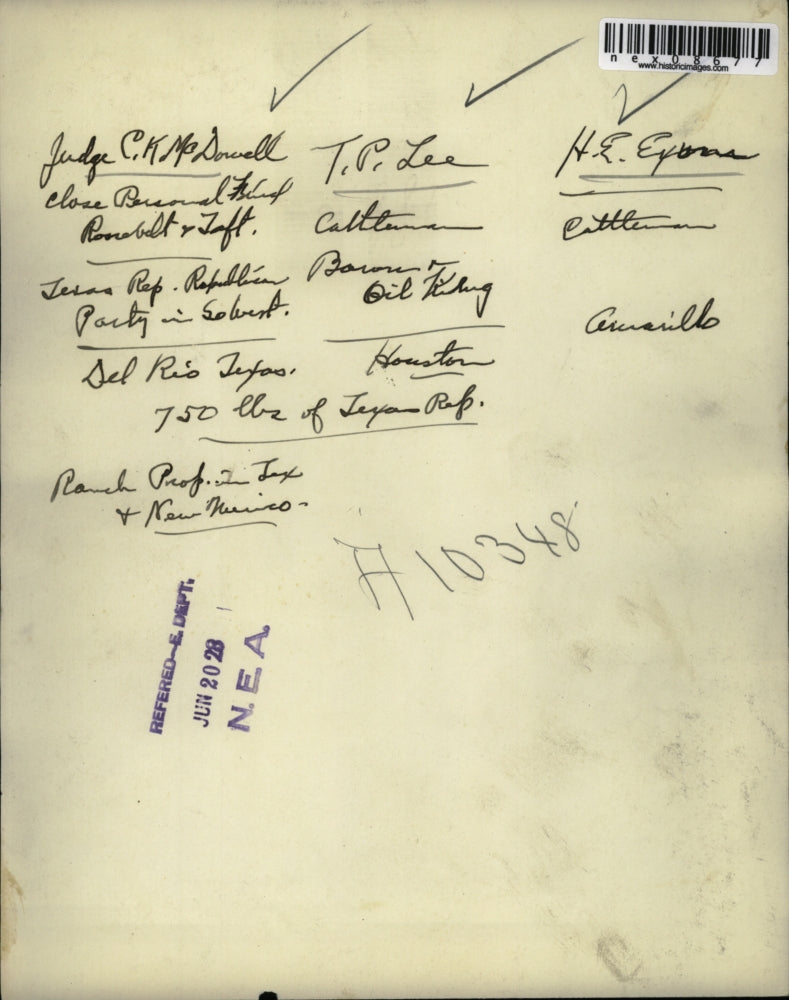 nex08677
www.historicimages.com
Judge C. K McDowell
Close Personal Friend
Roosevelt & Taft.
Texas Rep. Republican
Party in
Del Rio Texas.
T. P. Lee
Cattleman
Baron &
Oil King
Houston
750 lbs of Texas Rep.
H. E.
Cattleman
Amarillo
Ranch Prop. in Tex
& New Mexico-
H 10348
REFERED-E. DEPT.
JUN 20 28
N. E. A.